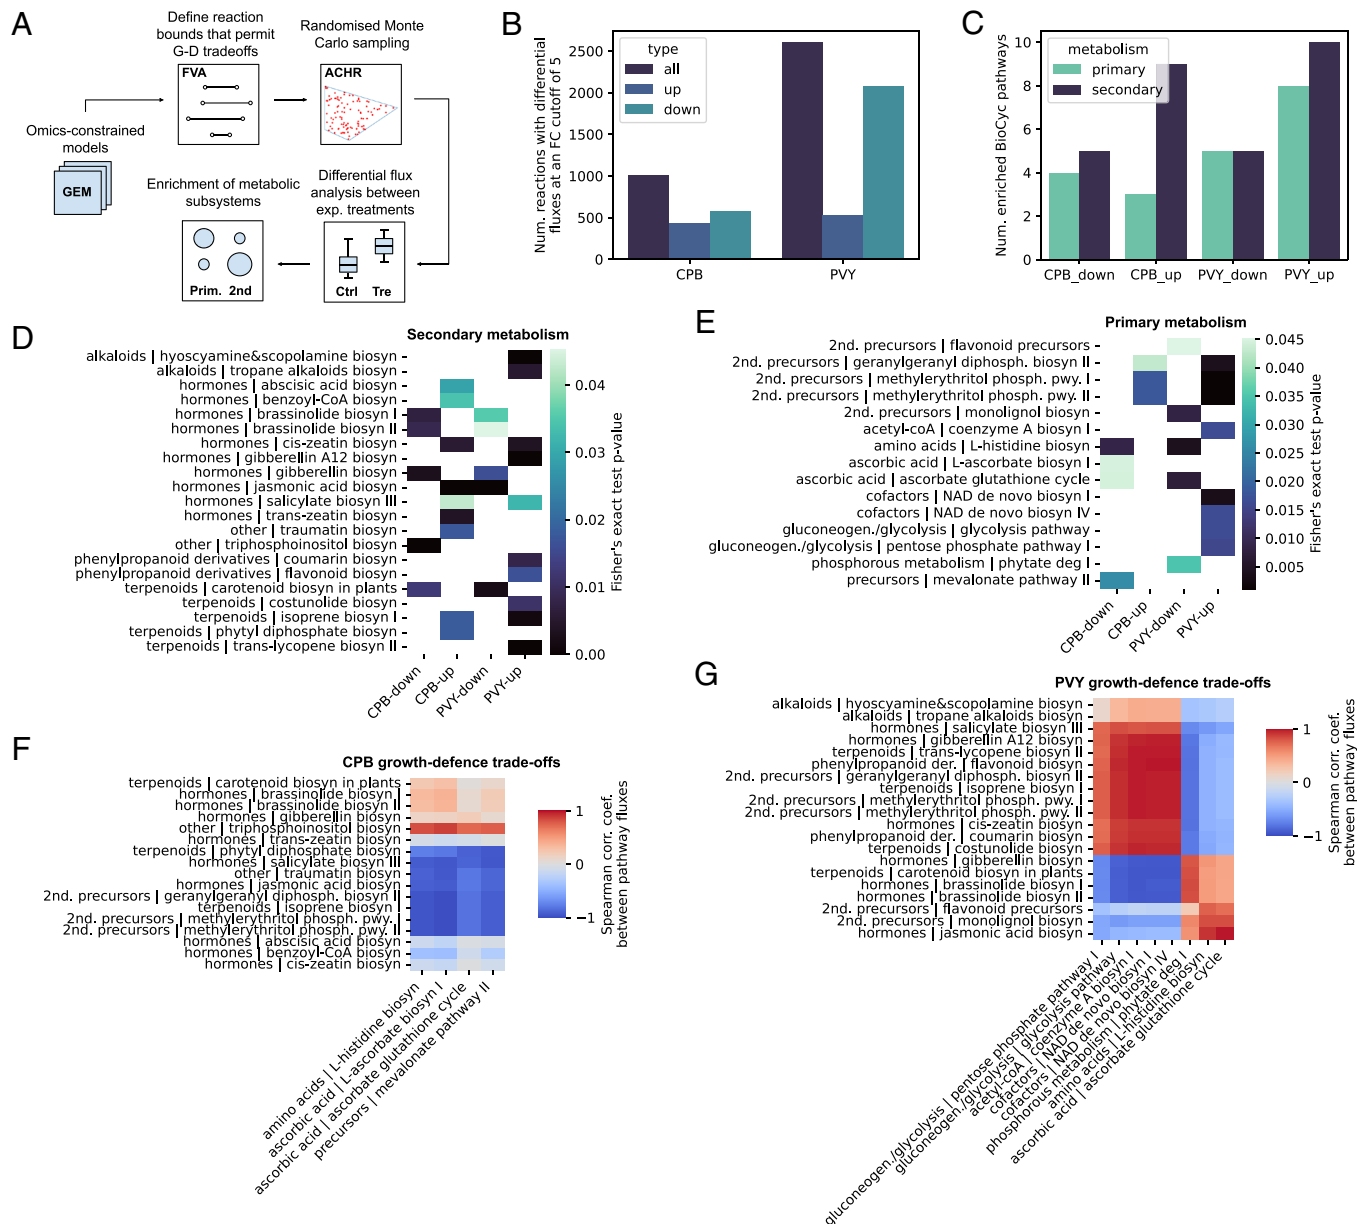 A
Define reaction
bounds that permit
G-D tradeoffs
Randomised Monte
Carlo sampling
FVA
ACHR
Omics-constrained
models
GEM
Enrichment of metabolic
subsystems
Differential flux
analysis between
exp. treatments
Prim. 2nd
Ctrl Tre
B
Num. reactions with differential
fluxes at an FC cutoff of 5
2500
2000
1500
1000
500
0
type
all
up
down
CPB PVY
C
Num. enriched BioCyc pathways
10
8
6
4
2
0
metabolism
primary
secondary
CPB_down CPB_up PVY_down PVY_up
D
Secondary metabolism
alkaloids | hyoscyamine&scopolamine biosyn
alkaloids | tropane alkaloids biosyn
hormones | abscisic acid biosyn
hormones | benzoyl-CoA biosyn
hormones | brassinolide biosyn I
hormones | brassinolide biosyn II
hormones | cis-zeatin biosyn
hormones | gibberellin A12 biosyn
hormones | gibberellin biosyn
hormones | jasmonic acid biosyn
hormones | salicylate biosyn III
hormones | trans-zeatin biosyn
other | traumatin biosyn
other | triphosphoinositol biosyn
phenylpropanoid derivatives | coumarin biosyn
phenylpropanoid derivatives | flavonoid biosyn
terpenoids | carotenoid biosyn in plants
terpenoids | costunolide biosyn
terpenoids | isoprene biosyn I
terpenoids | phytyl diphosphate biosyn
terpenoids | trans-lycopene biosyn II
CPB-down
CPB-up
PVY-down
PVY-up
0.04
0.03
0.02
0.01
0.00
Fisher's exact test p-value
E
Primary metabolism
2nd. precursors | flavonoid precursors
2nd. precursors | geranylgeranyl diphosph. biosyn II
2nd. precursors | methylerythritol phosph. pwy. I
2nd. precursors | methylerythritol phosph. pwy. II
2nd. precursors | monolignol biosyn
acetyl-coA | coenzyme A biosyn I
amino acids | L-histidine biosyn
ascorbic acid | L-ascorbate biosyn I
ascorbic acid | ascorbate glutathione cycle
cofactors | NAD de novo biosyn I
cofactors | NAD de novo biosyn IV
gluconeogen./glycolysis | glycolysis pathway
gluconeogen./glycolysis | pentose phosphate pathway I
phosphorous metabolism | phytate deg I
precursors | mevalonate pathway II
CPB-down
CPB-up
PVY-down
PVY-up
0.045
0.040
0.035
0.030
0.025
0.020
0.015
0.010
0.005
Fisher's exact test p-value
F
CPB growth-defence trade-offs
terpenoids | carotenoid biosyn in plants
hormones | brassinolide biosyn I
hormones | brassinolide biosyn II
hormones | gibberellin biosyn
other | triphosphoinositol biosyn
hormones | trans-zeatin biosyn
terpenoids | phytyl diphosphate biosyn
hormones | salicylate biosyn III
other | traumatin biosyn
hormones | jasmonic acid biosyn
2nd. precursors | geranylgeranyl diphosph. biosyn II
terpenoids | isoprene biosyn I
2nd. precursors | methylerythritol phosph. pwy. I
2nd. precursors | methylerythritol phosph. pwy. II
hormones | abscisic acid biosyn
hormones | benzoyl-CoA biosyn
hormones | cis-zeatin biosyn
amino acids | L-histidine biosyn
ascorbic acid | L-ascorbate biosyn I
ascorbic acid | ascorbate glutathione cycle
precursors | mevalonate pathway II
1
0
−1
Spearman corr. coef.
between pathway fluxes
G
PVY growth-defence trade-offs
alkaloids | hyoscyamine&scopolamine biosyn
alkaloids | tropane alkaloids biosyn
hormones | salicylate biosyn III
hormones | gibberellin A12 biosyn
terpenoids | trans-lycopene biosyn II
phenylpropanoid der. | flavonoid biosyn
2nd. precursors | geranylgeranyl diphosph. biosyn II
terpenoids | isoprene biosyn I
2nd. precursors | methylerythritol phosph. pwy. I
2nd. precursors | methylerythritol phosph. pwy. II
hormones | cis-zeatin biosyn
phenylpropanoid der. | coumarin biosyn
terpenoids | costunolide biosyn
hormones | gibberellin biosyn
terpenoids | carotenoid biosyn in plants
hormones | brassinolide biosyn I
hormones | brassinolide biosyn II
2nd. precursors | flavonoid precursors
2nd. precursors | monolignol biosyn
hormones | jasmonic acid biosyn
gluconeogen./glycolysis | pentose phosphate pathway I
gluconeogen./glycolysis | glycolysis pathway
acetyl-coA | coenzyme A biosyn I
cofactors | NAD de novo biosyn I
cofactors | NAD de novo biosyn IV
phosphorous metabolism | phytate deg I
amino acids | L-histidine biosyn
ascorbic acid | ascorbate glutathione cycle
1
0
−1
Spearman corr. coef.
between pathway fluxes